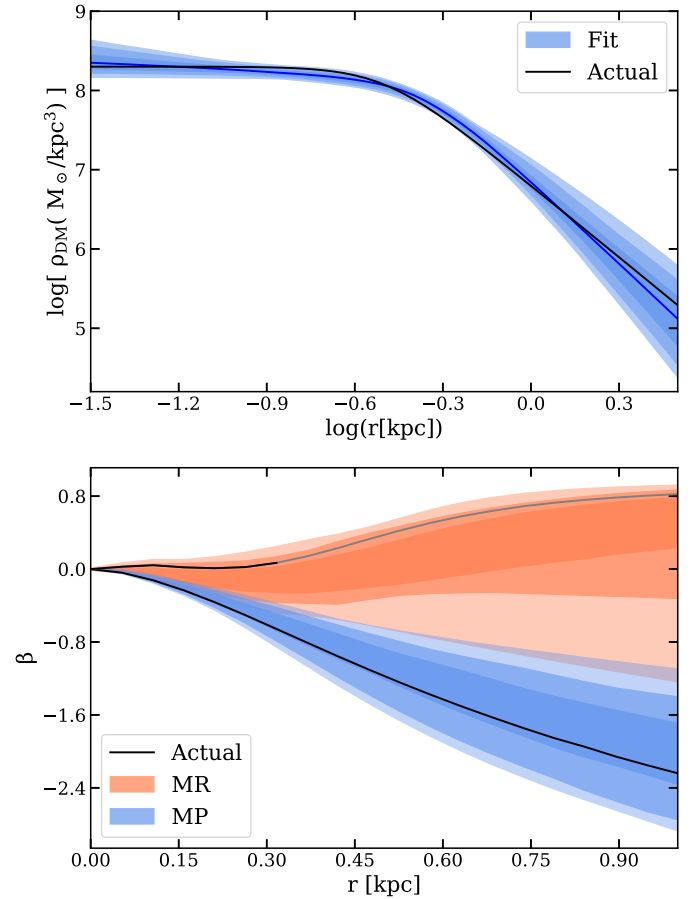 9
8
7
6
5
log[ ρDM( M⊙/kpc³) ]
Fit
Actual
−1.5 −1.2 −0.9 −0.6 −0.3 0.0 0.3
log(r[kpc])
0.8
0.0
−0.8
−1.6
−2.4
β
Actual
MR
MP
0.00 0.15 0.30 0.45 0.60 0.75 0.90
r [kpc]